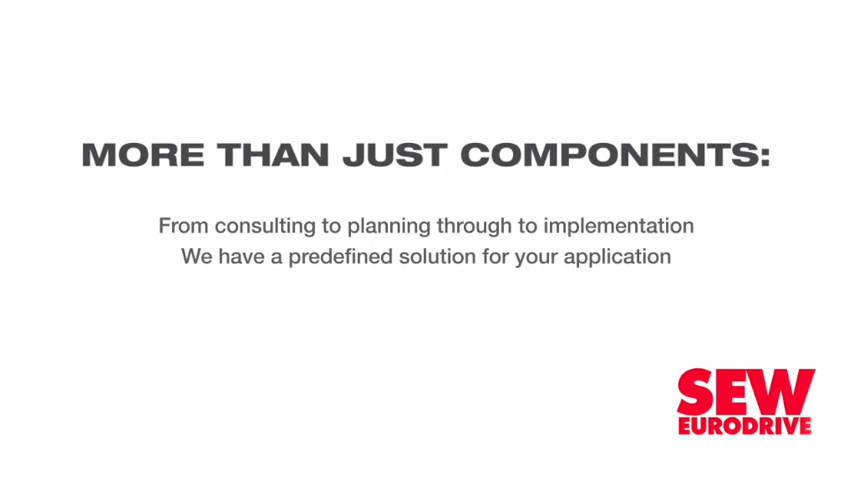 MORE THAN JUST COMPONENTS:
From consulting to planning through to implementation
We have a predefined solution for your application
SEW
EURODRIVE